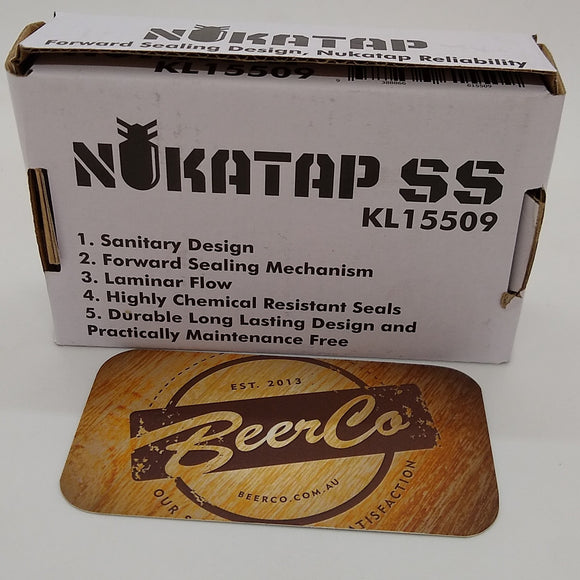 NUKATAP
Forward Sealing Design, Nukatap Reliability
KL15509
NUKATAP SS
KL15509
1. Sanitary Design
2. Forward Sealing Mechanism
3. Laminar Flow
4. Highly Chemical Resistant Seals
5. Durable Long Lasting Design and
Practically Maintenance Free
EST. 2013
BeerCo
BEERCO.COM.AU
OUR